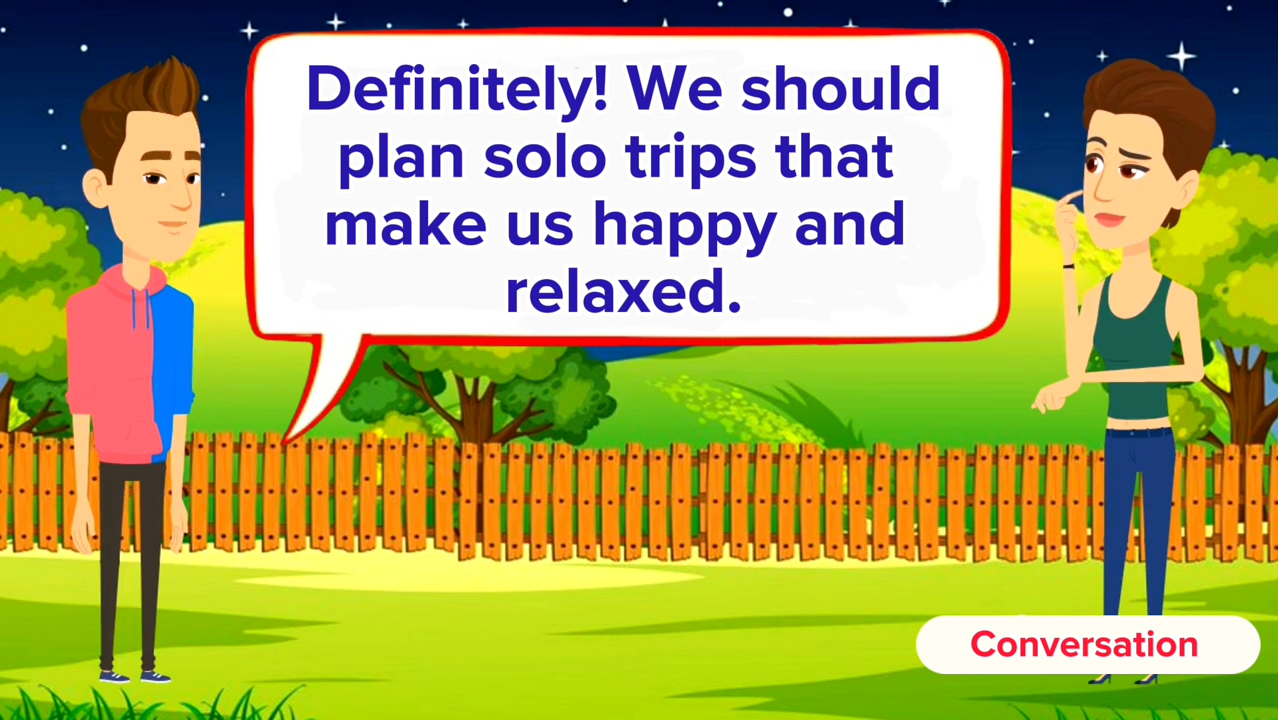 Definitely! We should
plan solo trips that
make us happy and
relaxed.
Conversation